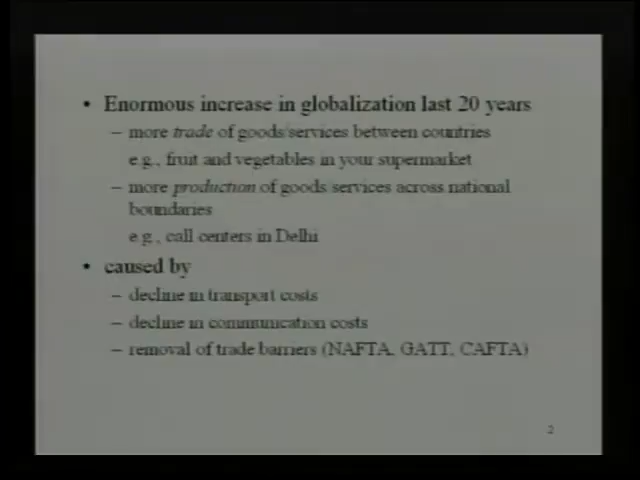 • Enormous increase in globalization last 20 years
– more trade of goods/services between countries
e.g., fruit and vegetables in your supermarket
– more production of goods services across national
boundaries
e.g., call centers in Delhi
• caused by
– decline in transport costs
– decline in communication costs
– removal of trade barriers (NAFTA, GATT, CAFTA)
2